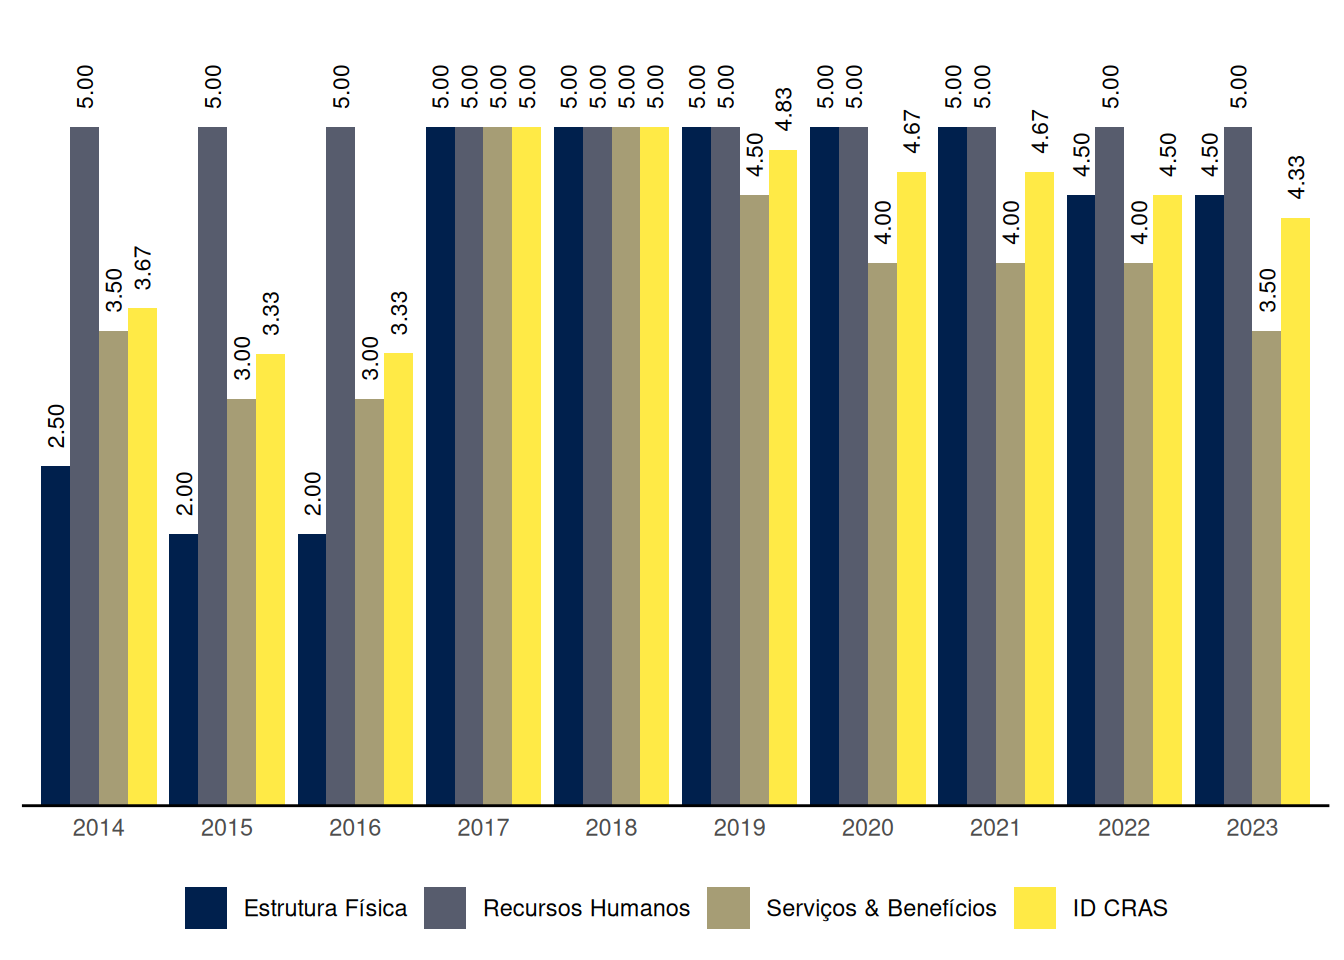 2.50 5.00 3.50 3.67
2.00 5.00 3.00 3.33
2.00 5.00 3.00 3.33
5.00 5.00 5.00 5.00
5.00 5.00 5.00 5.00
5.00 5.00 4.50 4.83
5.00 5.00 4.00 4.67
5.00 5.00 4.00 4.67
4.50 5.00 4.00 4.50
4.50 5.00 3.50 4.33
2014 2015 2016 2017 2018 2019 2020 2021 2022 2023
Estrutura Física Recursos Humanos Serviços & Benefícios ID CRAS